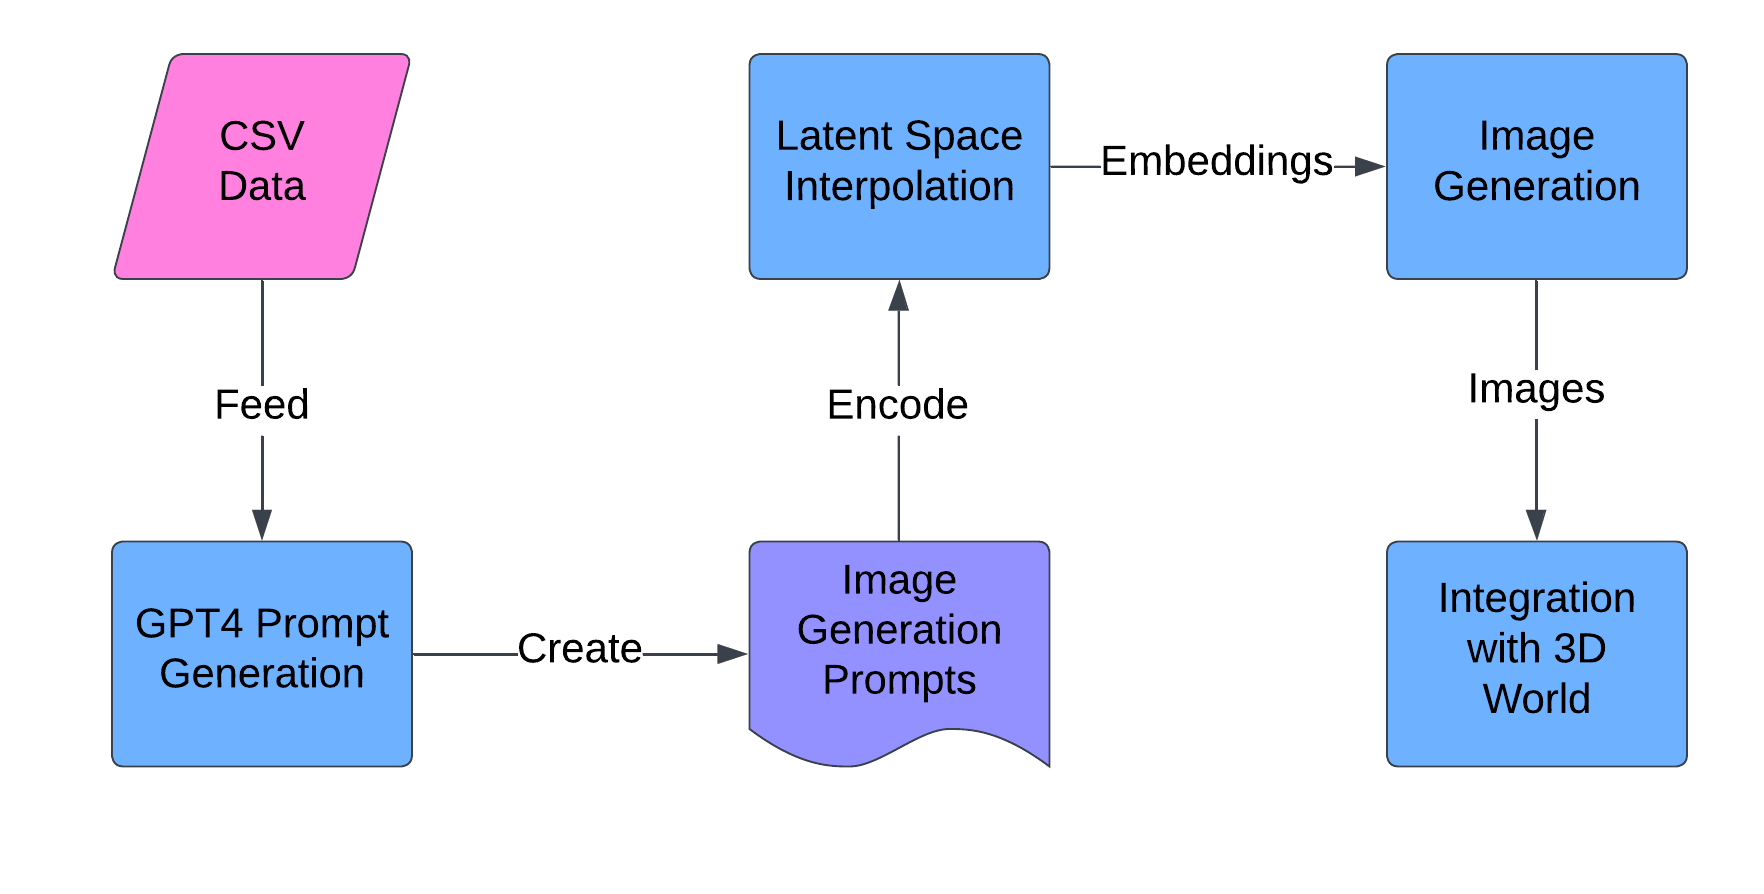 CSV
Data
Feed
GPT4 Prompt
Generation
Create
Image
Generation
Prompts
Encode
Latent Space
Interpolation
Embeddings
Image
Generation
Images
Integration
with 3D
World